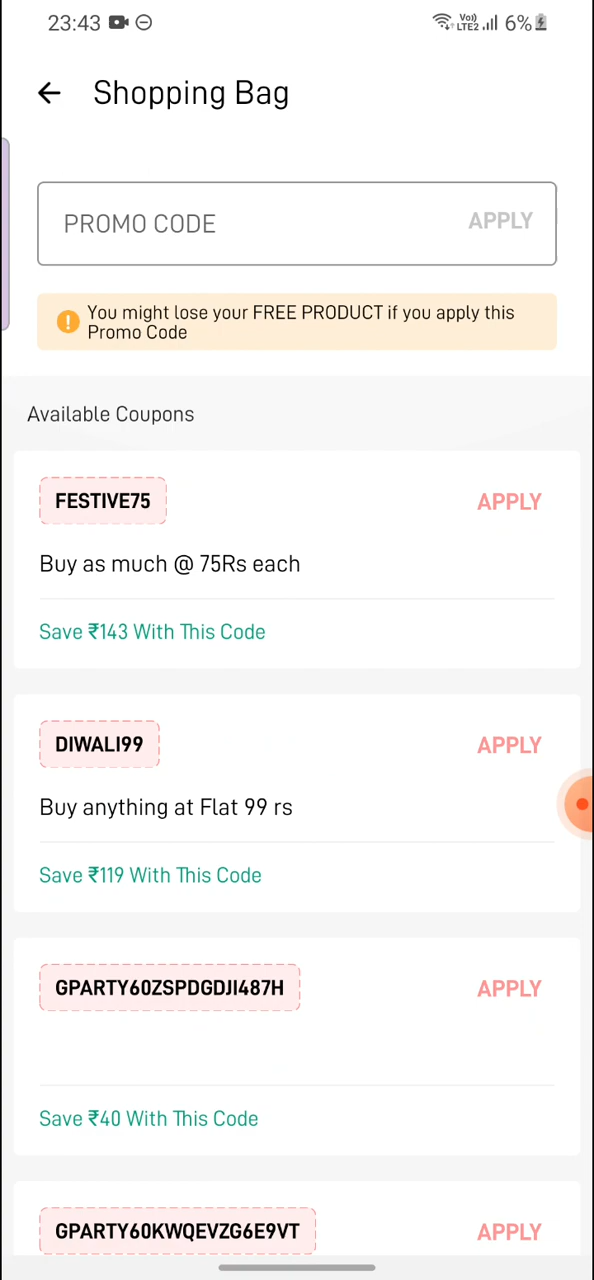 23:43
Vo)) LTE2 6%
Shopping Bag
PROMO CODE APPLY
You might lose your FREE PRODUCT if you apply this
Promo Code
Available Coupons
FESTIVE75 APPLY
Buy as much @ 75Rs each
Save ₹143 With This Code
DIWALI99 APPLY
Buy anything at Flat 99 rs
Save ₹119 With This Code
GPARTY60ZSPDGDJI487H APPLY
Save ₹40 With This Code
GPARTY60KWQEVZG6E9VT APPLY